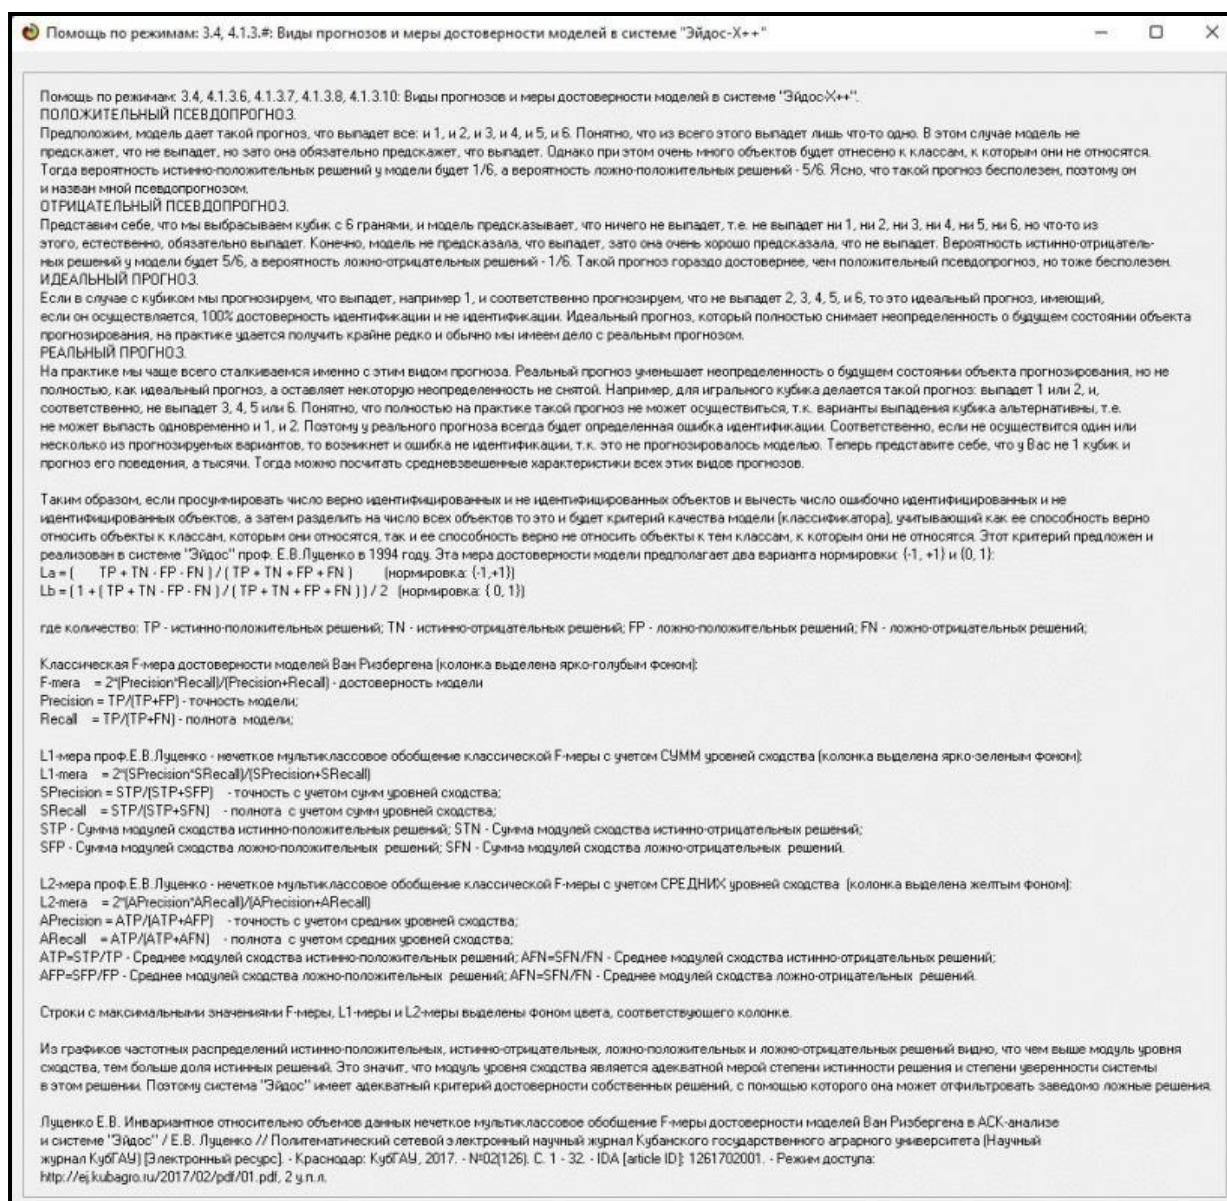 Помощь по режимам: 3.4, 4.1.3.#: Виды прогнозов и меры достоверности моделей в системе "Эйдос-X++"
Помощь по режимам: 3.4, 4.1.3.6, 4.1.3.7, 4.1.3.8, 4.1.3.10: Виды прогнозов и меры достоверности моделей в системе "Эйдос-X++".
ПОЛОЖИТЕЛЬНЫЙ ПСЕВДОПРОГНОЗ.
Предположим, модель дает такой прогноз, что выпадет все: и 1, и 2, и 3, и 4, и 5, и 6. Понятно, что из всего этого выпадет лишь что-то одно. В этом случае модель не
предскажет, что не выпадет, но зато она обязательно предскажет, что выпадет. Однако при этом очень много объектов будет отнесено к классам, к которым они не относятся.
Тогда вероятность истинно-положительных решений у модели будет 1/6, а вероятность ложно-положительных решений - 5/6. Ясно, что такой прогноз бесполезен, поэтому он
и назван мной псевдопрогнозом.
ОТРИЦАТЕЛЬНЫЙ ПСЕВДОПРОГНОЗ.
Представим себе, что мы выбрасываем кубик с 6 гранями, и модель предсказывает, что ничего не выпадет, т.е. не выпадет ни 1, ни 2, ни 3, ни 4, ни 5, ни 6, но что-то из
этого, естественно, обязательно выпадет. Конечно, модель не предсказала, что выпадет, зато она очень хорошо предсказала, что не выпадет. Вероятность истинно-отрицатель-
ных решений у модели будет 5/6, а вероятность ложно-отрицательных решений - 1/6. Такой прогноз гораздо достовернее, чем положительный псевдопрогноз, но тоже бесполезен.
ИДЕАЛЬНЫЙ ПРОГНОЗ.
Если в случае с кубиком мы прогнозируем, что выпадет, например 1, и соответственно прогнозируем, что не выпадет 2, 3, 4, 5, и 6, то это идеальный прогноз, имеющий,
если он осуществляется, 100% достоверность идентификации и не идентификации. Идеальный прогноз, который полностью снимает неопределенность о будущем состоянии объекта
прогнозирования, на практике удается получить крайне редко и обычно мы имеем дело с реальным прогнозом.
РЕАЛЬНЫЙ ПРОГНОЗ.
На практике мы чаще всего сталкиваемся именно с этим видом прогноза. Реальный прогноз уменьшает неопределенность о будущем состоянии объекта прогнозирования, но не
полностью, как идеальный прогноз, а оставляет некоторую неопределенность не снятой. Например, для игрального кубика делается такой прогноз: выпадет 1 или 2, и,
соответственно, не выпадет 3, 4, 5 или 6. Понятно, что полностью на практике такой прогноз не может осуществиться, т.к. варианты выпадения кубика альтернативны, т.е.
не может выпасть одновременно и 1, и 2. Поэтому у реального прогноза всегда будет определенная ошибка идентификации. Соответственно, если не осуществится один или
несколько из прогнозируемых вариантов, то возникнет и ошибка не идентификации, т.к. это не прогнозировалось моделью. Теперь представите себе, что у Вас не 1 кубик и
прогноз его поведения, а тысячи. Тогда можно посчитать средневзвешенные характеристики всех этих видов прогнозов.
Таким образом, если просуммировать число верно идентифицированных и не идентифицированных объектов и вычесть число ошибочно идентифицированных и не
идентифицированных объектов, а затем разделить на число всех объектов то это и будет критерий качества модели (классификатора), учитывающий как ее способность верно
относить объекты к классам, которым они относятся, так и ее способность верно не относить объекты к тем классам, к которым они не относятся. Этот критерий предложен и
реализован в системе "Эйдос" проф. Е.В.Луценко в 1994 году. Эта мера достоверности модели предполагает два варианта нормировки: {-1, +1} и {0, 1}:
La = ( TP + TN - FP - FN ) / ( TP + TN + FP + FN ) (нормировка: {-1,+1})
Lb = ( 1 + ( TP + TN - FP - FN ) / ( TP + TN + FP + FN ) ) / 2 (нормировка: { 0, 1})
где количество: TP - истинно-положительных решений; TN - истинно-отрицательных решений; FP - ложно-положительных решений; FN - ложно-отрицательных решений;
Классическая F-мера достоверности моделей Ван Ризбергена (колонка выделена ярко-голубым фоном):
F-mera = 2*(Precision*Recall)/(Precision+Recall) - достоверность модели
Precision = TP/(TP+FP) - точность модели;
Recall = TP/(TP+FN) - полнота модели;
L1-мера проф.Е.В.Луценко - нечеткое мультиклассовое обобщение классической F-меры с учетом СУММ уровней сходства (колонка выделена ярко-зеленым фоном):
L1-mera = 2*(SPrecision*SRecall)/(SPrecision+SRecall)
SPrecision = STP/(STP+SFP) - точность с учетом сумм уровней сходства;
SRecall = STP/(STP+SFN) - полнота с учетом сумм уровней сходства;
STP - Сумма модулей сходства истинно-положительных решений; STN - Сумма модулей сходства истинно-отрицательных решений;
SFP - Сумма модулей сходства ложно-положительных решений; SFN - Сумма модулей сходства ложно-отрицательных решений.
L2-мера проф.Е.В.Луценко - нечеткое мультиклассовое обобщение классической F-меры с учетом СРЕДНИХ уровней сходства (колонка выделена желтым фоном):
L2-mera = 2*(APrecision*ARecall)/(APrecision+ARecall)
APrecision = ATP/(ATP+AFP) - точность с учетом средних уровней сходства;
ARecall = ATP/(ATP+AFN) - полнота с учетом средних уровней сходства;
ATP=STP/TP - Среднее модулей сходства истинно-положительных решений; AFN=SFN/FN - Среднее модулей сходства истинно-отрицательных решений;
AFP=SFP/FP - Среднее модулей сходства ложно-положительных решений; AFN=SFN/FN - Среднее модулей сходства ложно-отрицательных решений.
Строки с максимальными значениями F-меры, L1-меры и L2-меры выделены фоном цвета, соответствующего колонке.
Из графиков частотных распределений истинно-положительных, истинно-отрицательных, ложно-положительных и ложно-отрицательных решений видно, что чем выше модуль уровня
сходства, тем больше доля истинных решений. Это значит, что модуль уровня сходства является адекватной мерой степени истинности решения и степени уверенности системы
в этом решении. Поэтому система "Эйдос" имеет адекватный критерий достоверности собственных решений, с помощью которого она может отфильтровать заведомо ложные решения.
Луценко Е.В. Инвариантное относительно объемов данных нечеткое мультиклассовое обобщение F-меры достоверности моделей Ван Ризбергена в АСК-анализе
и системе "Эйдос" / Е.В. Луценко // Политематический сетевой электронный научный журнал Кубанского государственного аграрного университета (Научный
журнал КубГАУ) [Электронный ресурс]. - Краснодар: КубГАУ, 2017. - №02(126). С. 1 - 32. - IDA [article ID]: 1261702001. - Режим доступа:
http://ej.kubagro.ru/2017/02/pdf/01.pdf, 2 у.п.л.